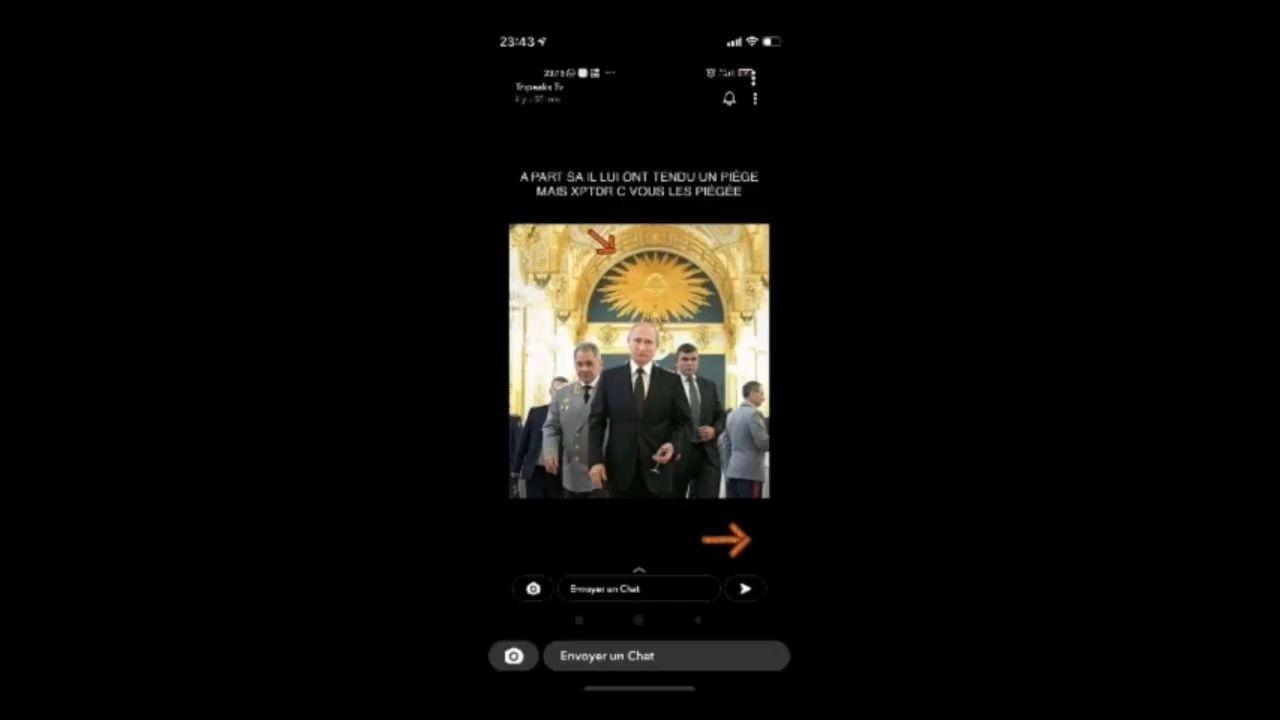 23:43
A PART SA IL LUI ONT TENDU UN PIÈGE
MAIS XPTDR C VOUS LES PIÉGÉE
Envoyer un Chat
Envoyer un Chat